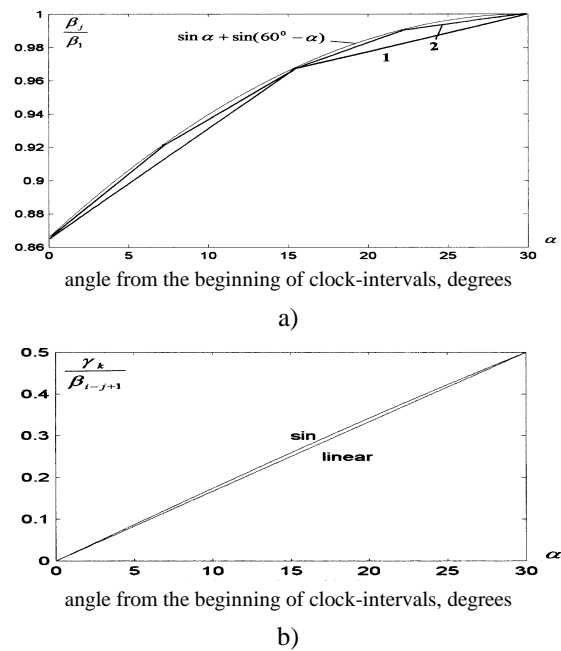 1
β_j / β_1
sin α + sin(60° − α)
0.98
0.96
1
2
0.94
0.92
0.9
0.88
0.86
0 5 10 15 20 25 30 α
angle from the beginning of clock-intervals, degrees
a)
0.5
γ_k / β_{i−j+1}
0.4
0.3
sin
linear
0.2
0.1
0
0 5 10 15 20 25 30 α
angle from the beginning of clock-intervals, degrees
b)